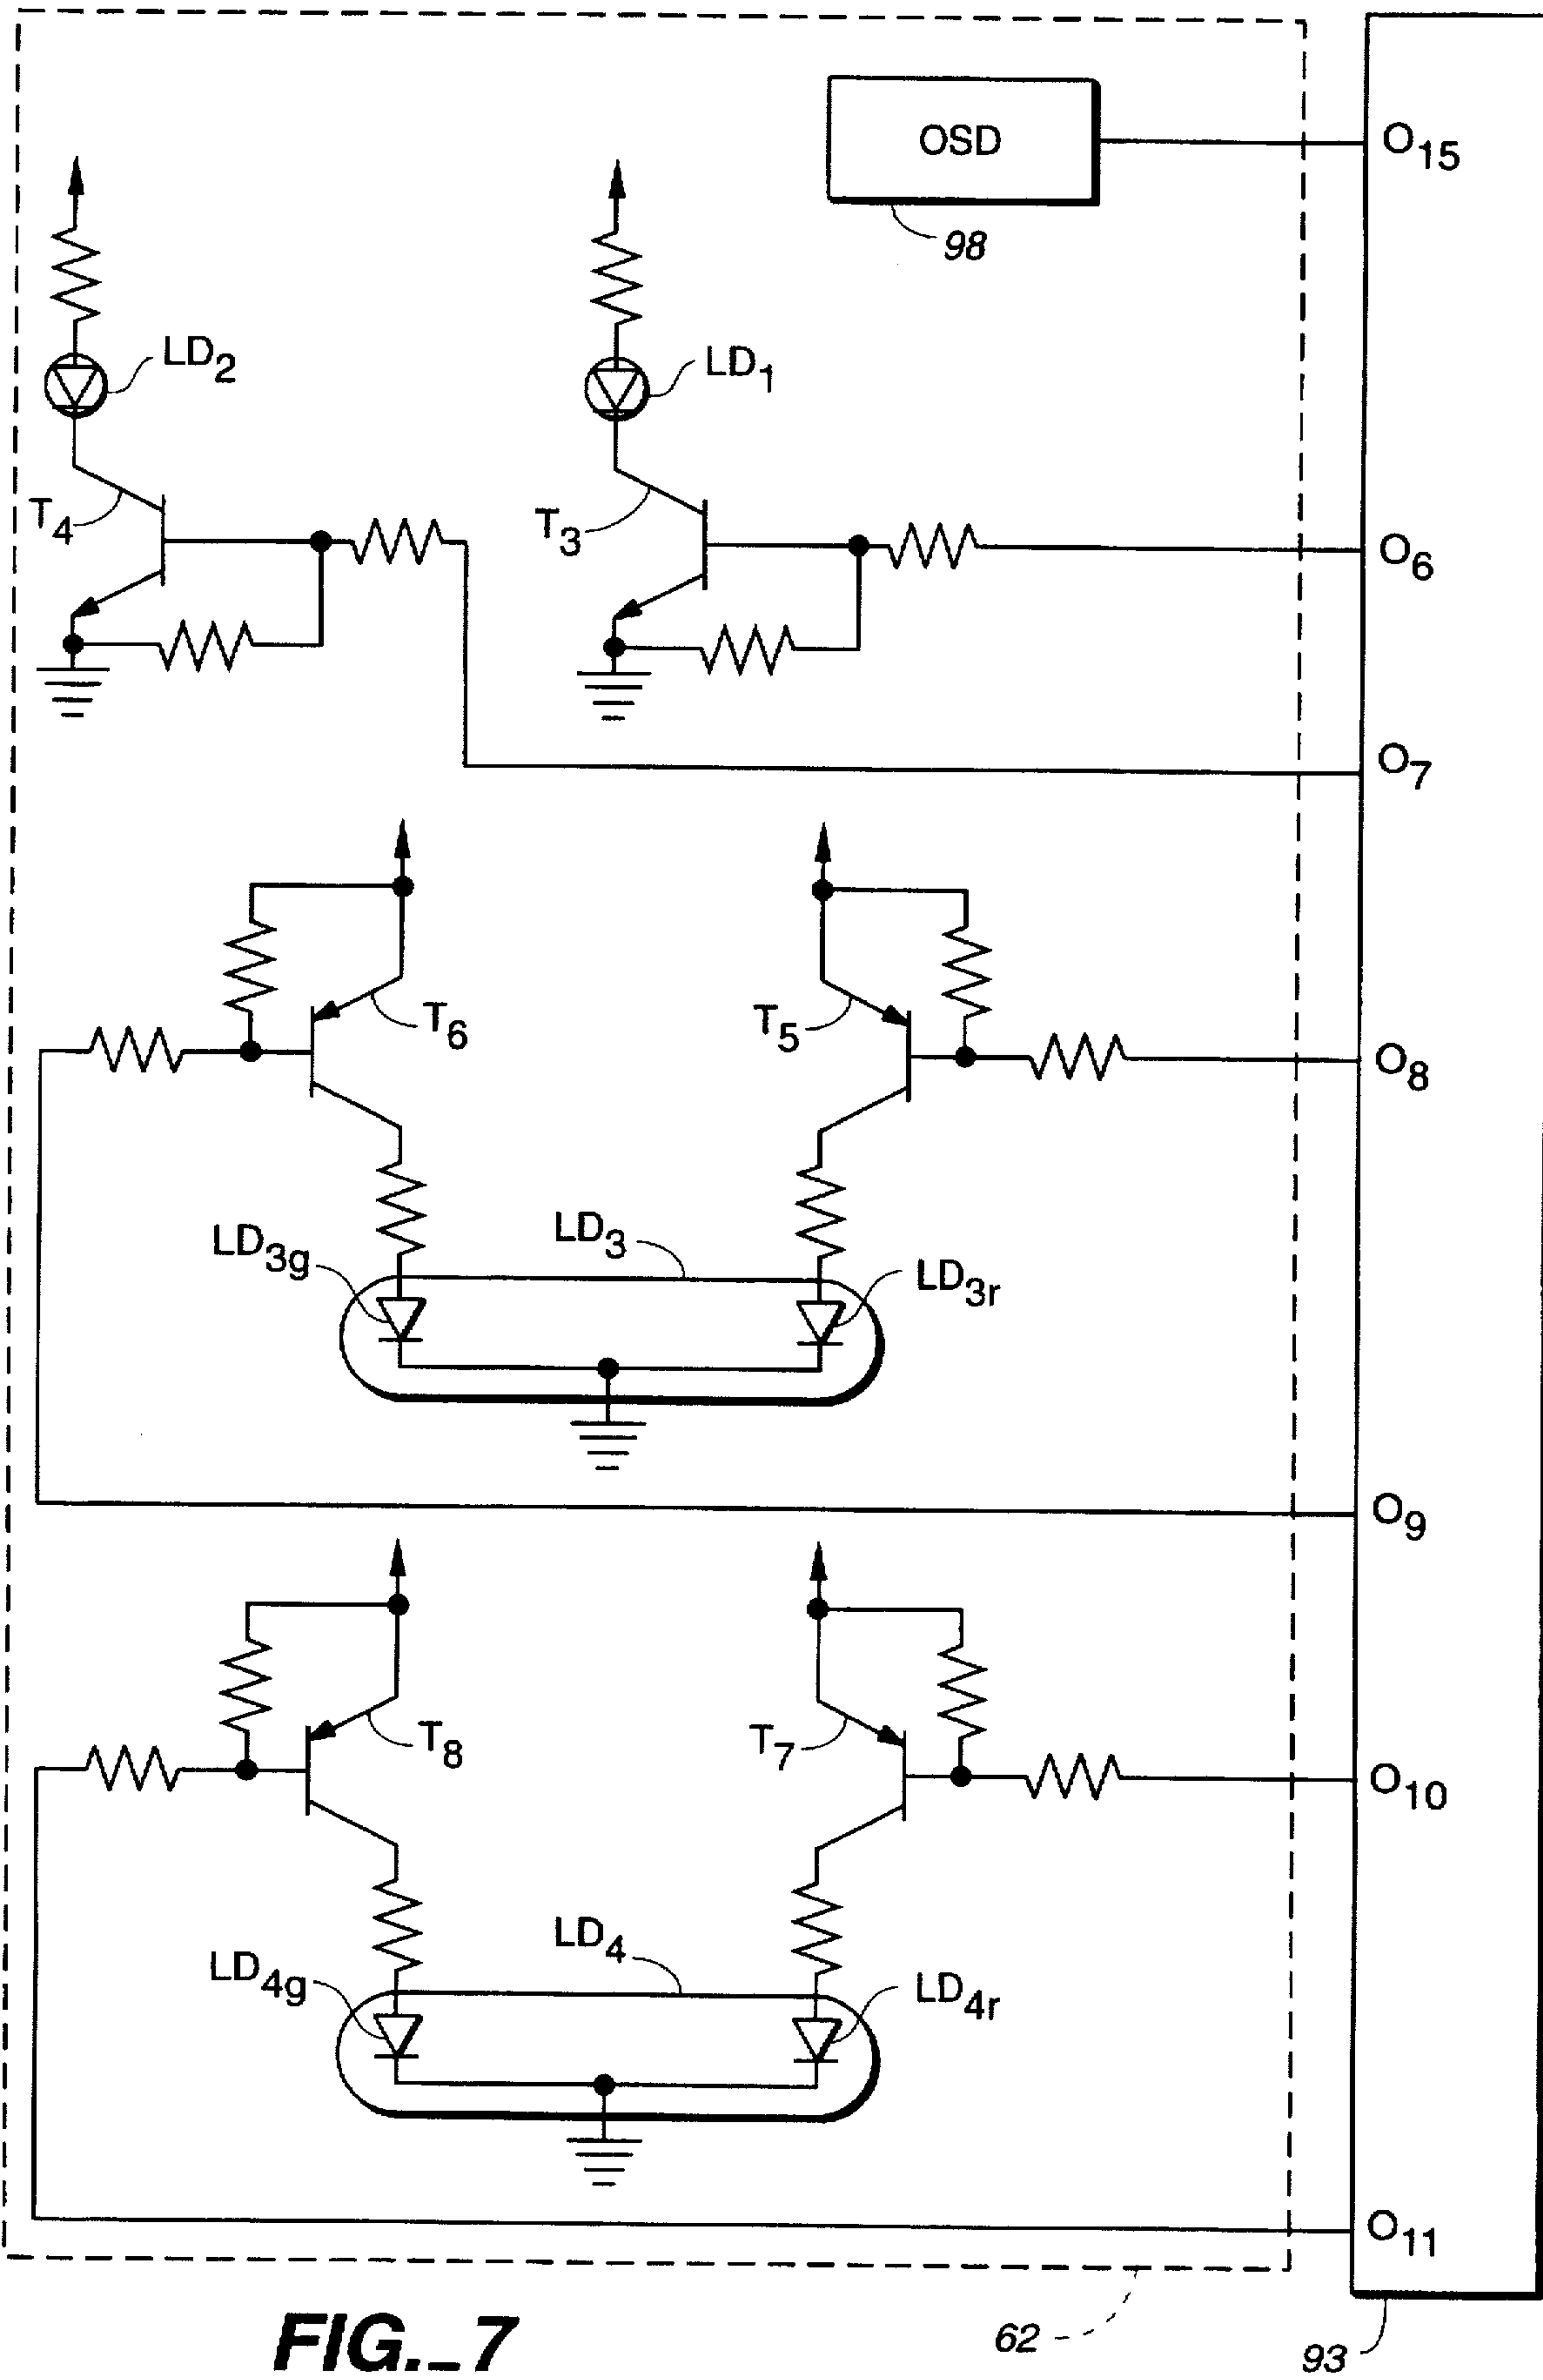 OSD
O15
98
LD2
LD1
T4
T3
O6
O7
T6
T5
O8
LD3g
LD3
LD3r
O9
T8
T7
O10
LD4g
LD4
LD4r
O11
FIG._7
62
93